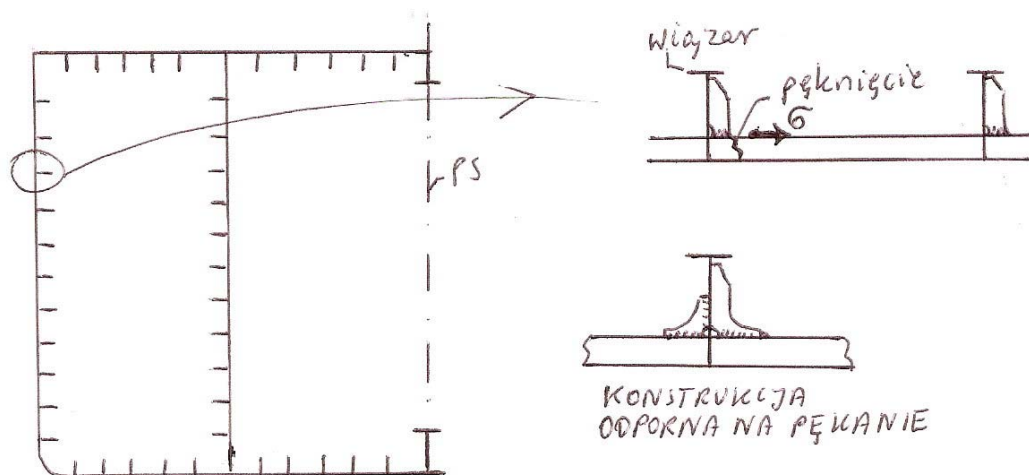 wiązar
pęknięcie
σ
PS
KONSTRUKCJA
ODPORNA NA PĘKANIE